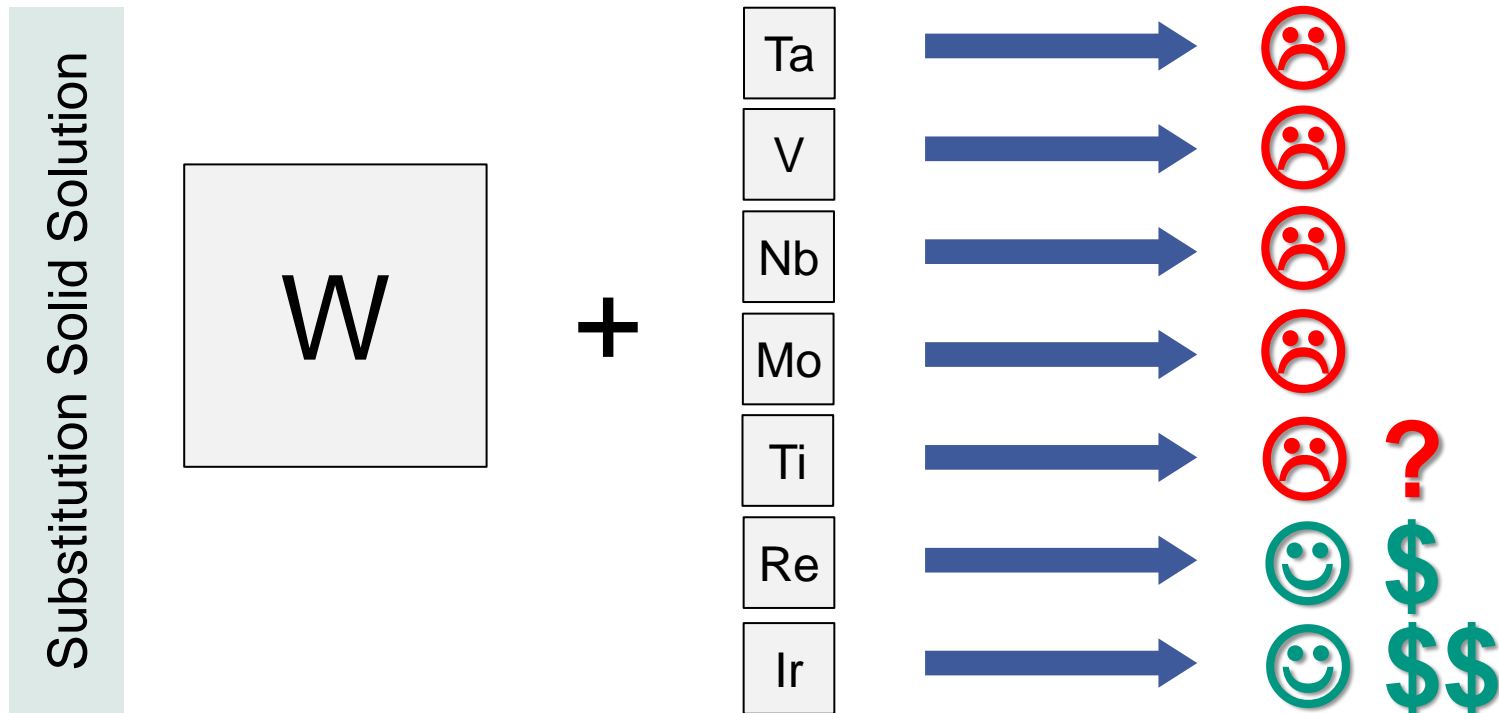 Substitution Solid Solution
W
+
Ta
V
Nb
Mo
Ti
?
Re
$
Ir
$$